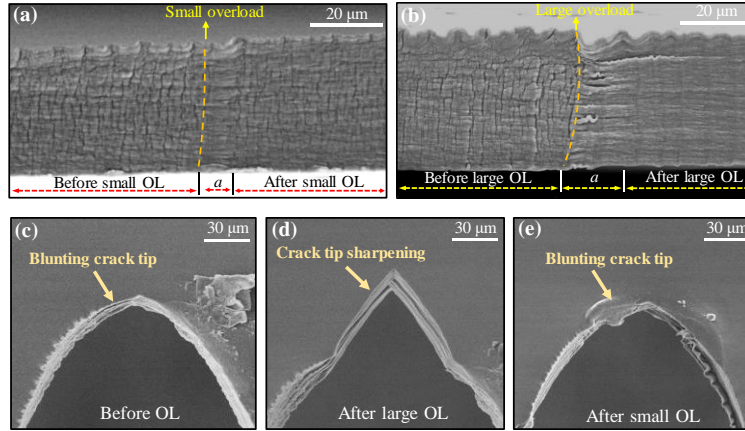 (a)
Small overload
20 μm
Before small OL
a
After small OL
(b)
Large overload
20 μm
Before large OL
a
After large OL
(c)
30 μm
Blunting crack tip
Before OL
(d)
30 μm
Crack tip sharpening
After large OL
(e)
30 μm
Blunting crack tip
After small OL